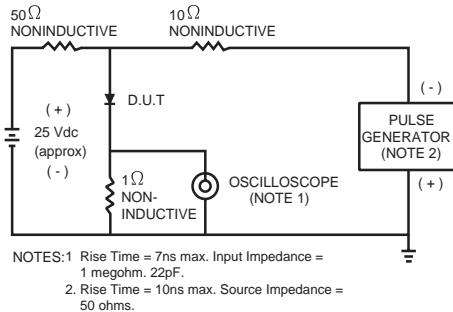 50Ω
NONINDUCTIVE
10Ω
NONINDUCTIVE
( + )
25 Vdc
(approx)
( - )
D.U.T
1Ω
NON-
INDUCTIVE
OSCILLOSCOPE
(NOTE 1)
( - )
PULSE
GENERATOR
(NOTE 2)
( + )
NOTES:1 Rise Time = 7ns max. Input Impedance =
1 megohm. 22pF.
2. Rise Time = 10ns max. Source Impedance =
50 ohms.